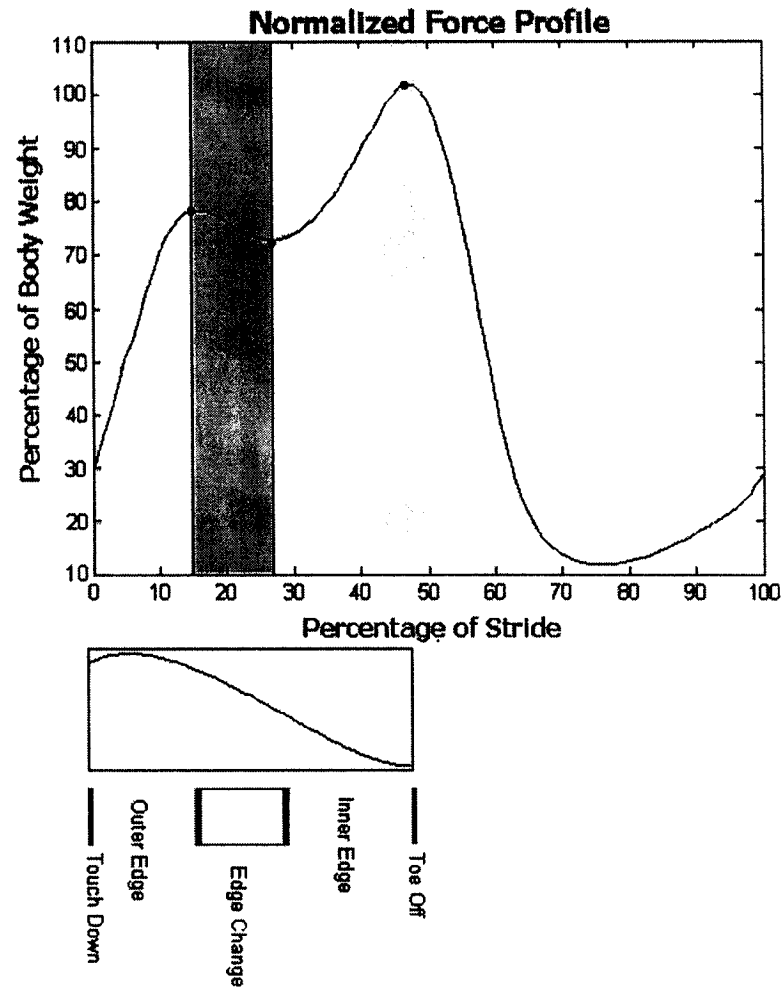 Normalized Force Profile
Percentage of Body Weight
110
100
90
80
70
60
50
40
30
20
10
0 10 20 30 40 50 60 70 80 90 100
Percentage of Stride
Touch Down
Outer Edge
Edge Change
Inner Edge
Toe Off